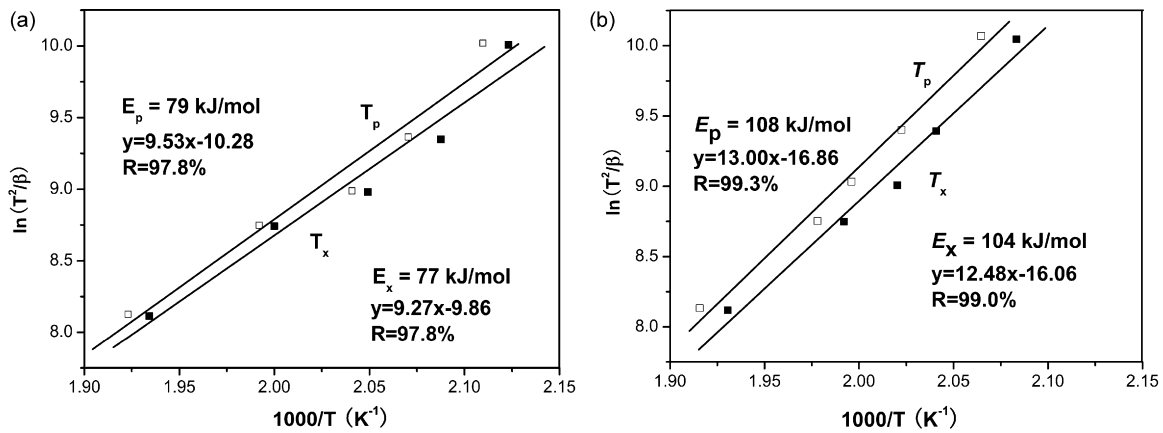 (a)
10.0
9.5
9.0
8.5
8.0
ln (T²/β)
E_p = 79 kJ/mol
y=9.53x-10.28
R=97.8%
T_p
T_x
E_x = 77 kJ/mol
y=9.27x-9.86
R=97.8%
1.90 1.95 2.00 2.05 2.10 2.15
1000/T (K⁻¹)
(b)
10.0
9.5
9.0
8.5
8.0
ln (T²/β)
T_p
E_p = 108 kJ/mol
y=13.00x-16.86
R=99.3%
T_x
E_x = 104 kJ/mol
y=12.48x-16.06
R=99.0%
1.90 1.95 2.00 2.05 2.10 2.15
1000/T (K⁻¹)